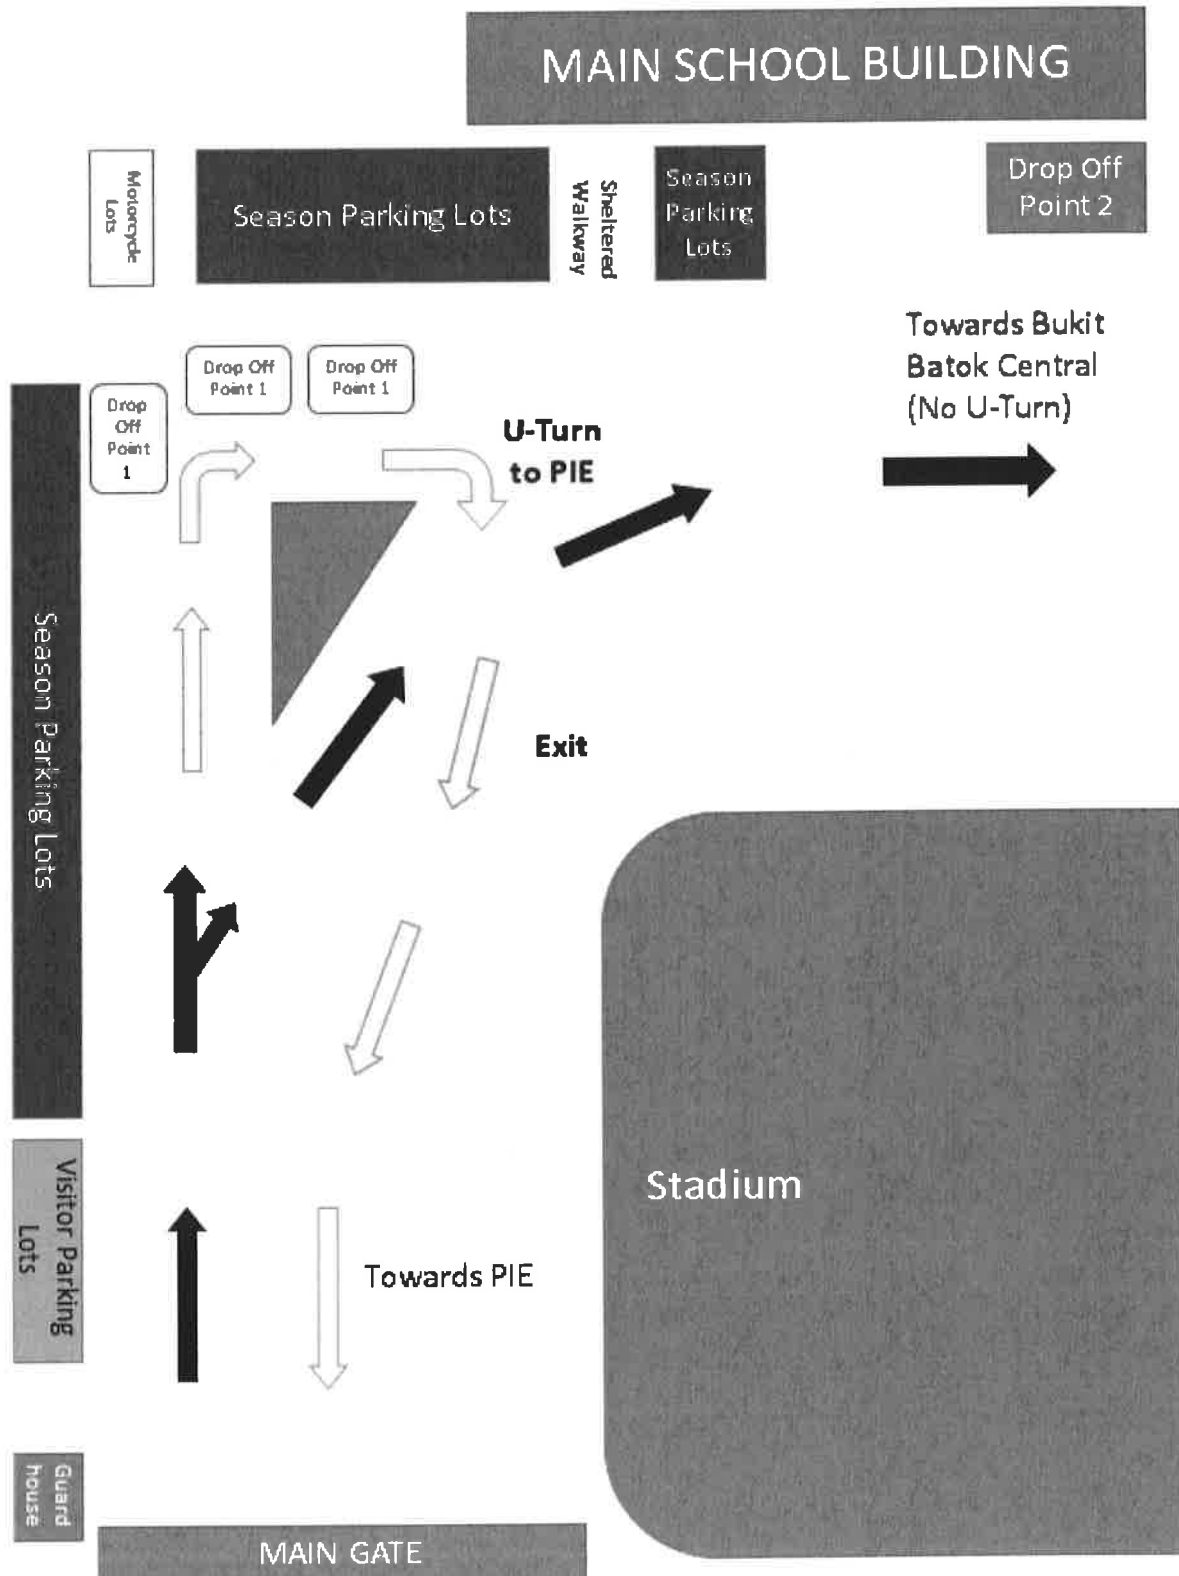 MAIN SCHOOL BUILDING
Motorcycle
Lots
Season Parking Lots
Sheltered
Walkway
Season
Parking
Lots
Drop Off
Point 2
Towards Bukit
Batok Central
(No U-Turn)
Drop Off
Point 1
Drop Off
Point 1
Drop
Off
Point
1
U-Turn
to PIE
Season Parking Lots
Exit
Visitor Parking
Lots
Stadium
Towards PIE
Guard
house
MAIN GATE